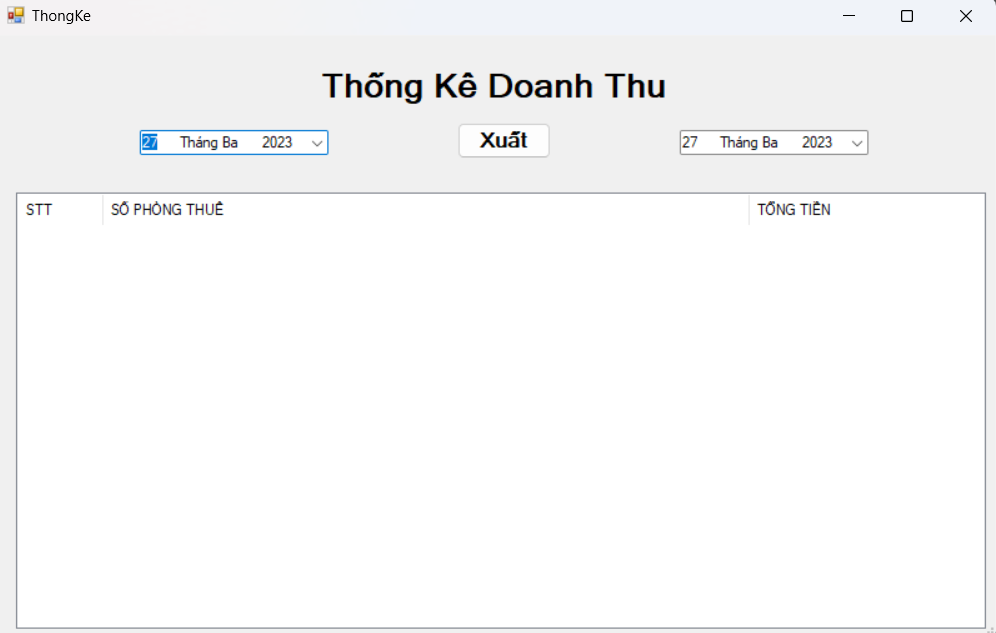 ThongKe
Thống Kê Doanh Thu
27 Tháng Ba 2023 Xuất 27 Tháng Ba 2023
STT SỐ PHÒNG THUÊ TỔNG TIỀN